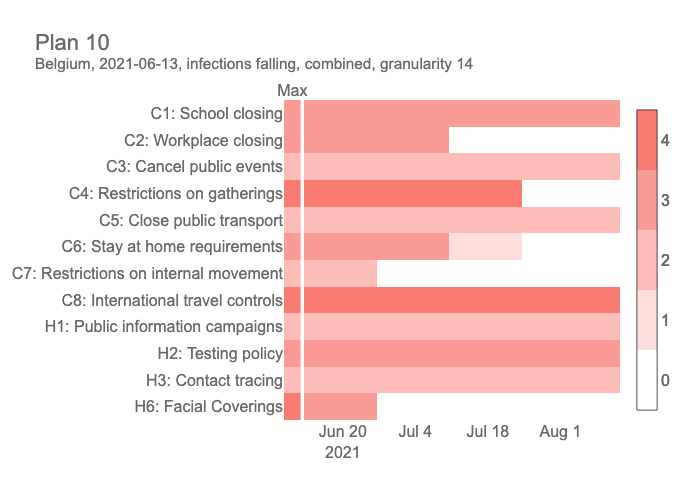 Plan 10
Belgium, 2021-06-13, infections falling, combined, granularity 14
Max
C1: School closing
C2: Workplace closing
C3: Cancel public events
C4: Restrictions on gatherings
C5: Close public transport
C6: Stay at home requirements
C7: Restrictions on internal movement
C8: International travel controls
H1: Public information campaigns
H2: Testing policy
H3: Contact tracing
H6: Facial Coverings
Jun 20
2021
Jul 4
Jul 18
Aug 1
4
3
2
1
0